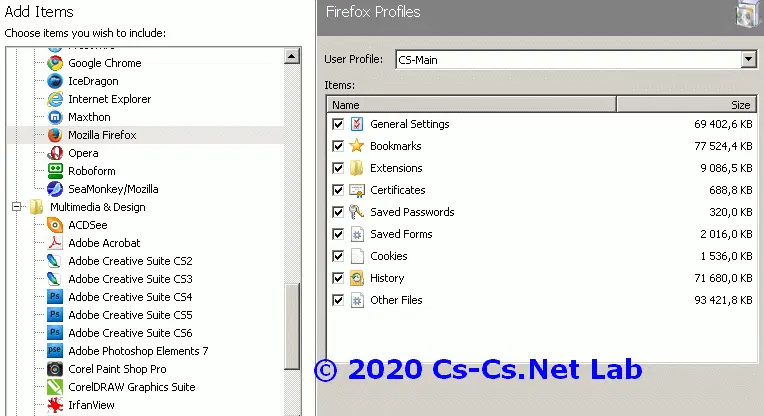 Add Items
Choose items you wish to include:
Google Chrome
IceDragon
Internet Explorer
Maxthon
Mozilla Firefox
Opera
Roboform
SeaMonkey/Mozilla
Multimedia & Design
ACDSee
Adobe Acrobat
Adobe Creative Suite CS2
Adobe Creative Suite CS3
Adobe Creative Suite CS4
Adobe Creative Suite CS5
Adobe Creative Suite CS6
Adobe Photoshop Elements 7
Corel Paint Shop Pro
CorelDRAW Graphics Suite
IrfanView
Firefox Profiles
User Profile: CS-Main
Items:
Name Size
General Settings 69 402,6 KB
Bookmarks 77 524,4 KB
Extensions 9 086,5 KB
Certificates 688,8 KB
Saved Passwords 320,0 KB
Saved Forms 2 016,0 KB
Cookies 1 536,0 KB
History 71 680,0 KB
Other Files 93 421,8 KB
© 2020 Cs-Cs.Net Lab